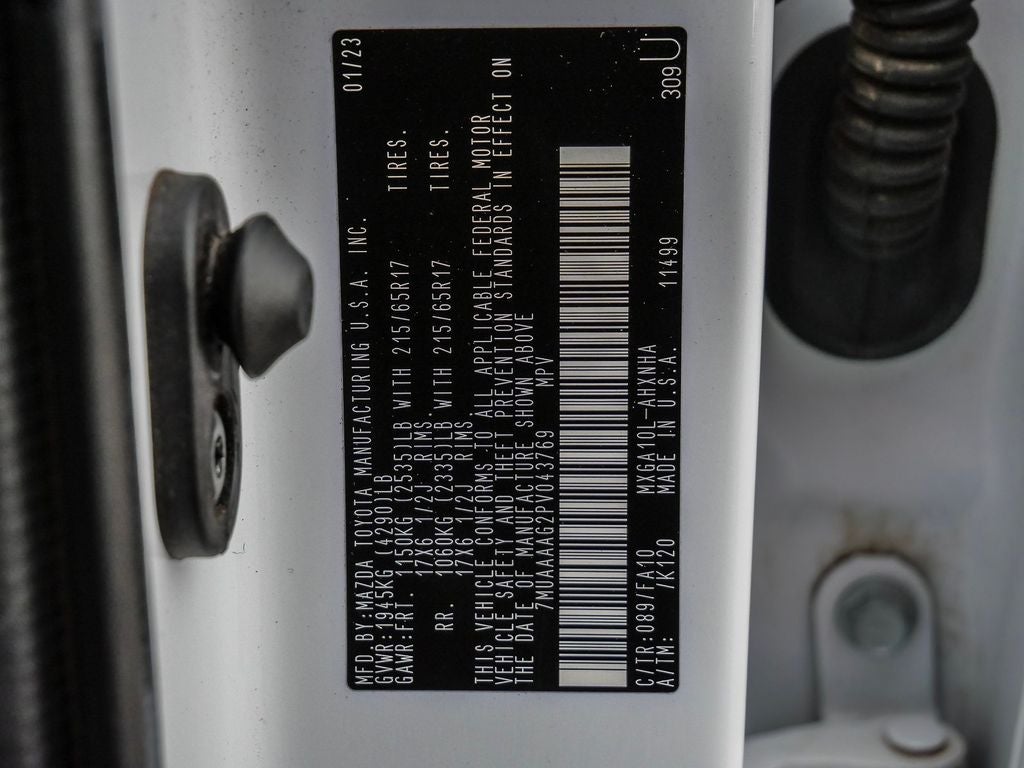 MFD.BY:MAZDA TOYOTA MANUFACTURING U.S.A. INC. 01/23
GVWR:1945KG(4290)LB
GAWR:FRT. 1150KG(2535)LB WITH 215/65R17 TIRES.
17X6 1/2J RIMS.
RR. 1060KG(2335)LB WITH 215/65R17 TIRES.
17X6 1/2J RIMS.
THIS VEHICLE CONFORMS TO ALL APPLICABLE FEDERAL MOTOR
VEHICLE SAFETY AND THEFT PREVENTION STANDARDS IN EFFECT ON
THE DATE OF MANUFACTURE SHOWN ABOVE
7MUAAAAG2PV043769 MPV
C/TR:089/FA10 MXGA10L-AHXNHA
A/TM: /K120 MADE IN U.S.A. 11499 309U